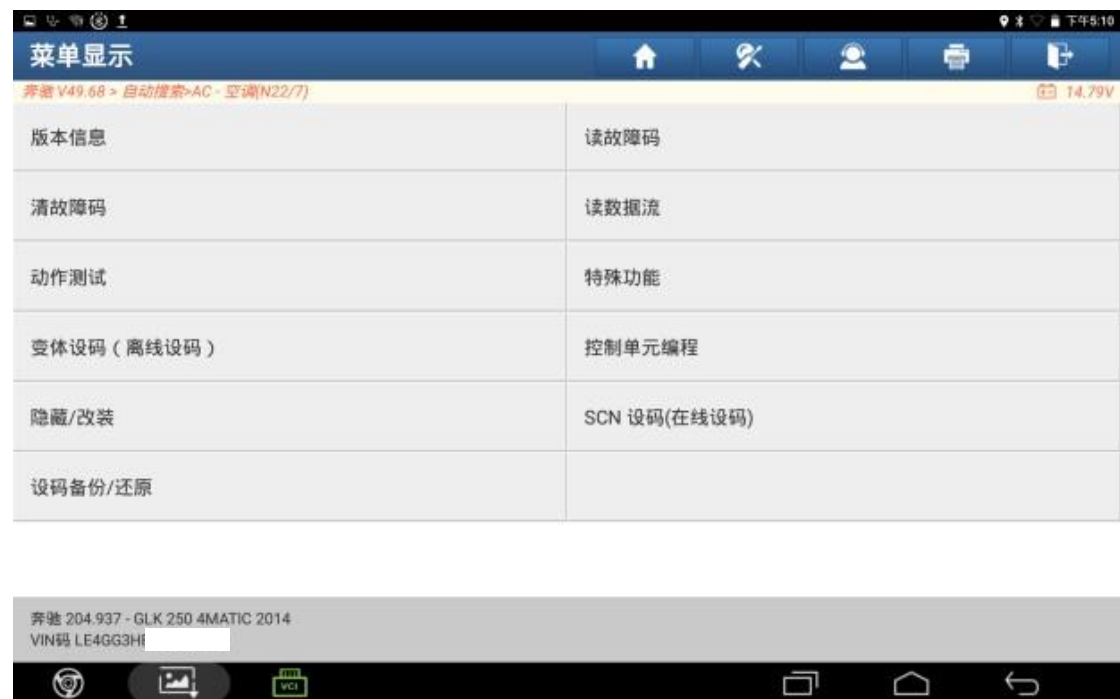 下午5:10
菜单显示
奔驰 V49.68 > 自动搜索>AC - 空调(N22/7)
14.79V
版本信息
读故障码
清故障码
读数据流
动作测试
特殊功能
变体设码（离线设码）
控制单元编程
隐藏/改装
SCN 设码(在线设码)
设码备份/还原
奔驰 204.937 - GLK 250 4MATIC 2014
VIN码 LE4GG3H
VCI